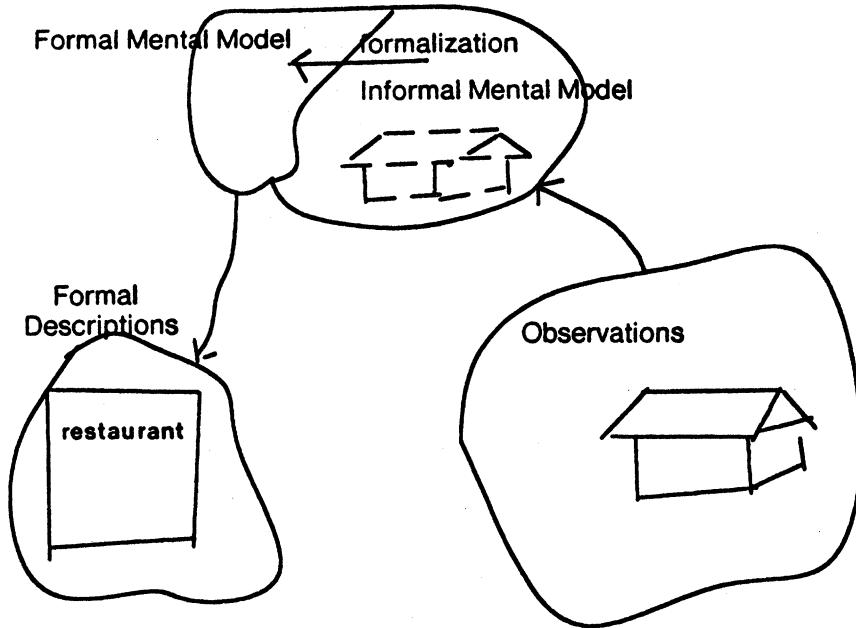 Formal Mental Model
formalization
Informal Mental Model
Formal
Descriptions
Observations
restaurant